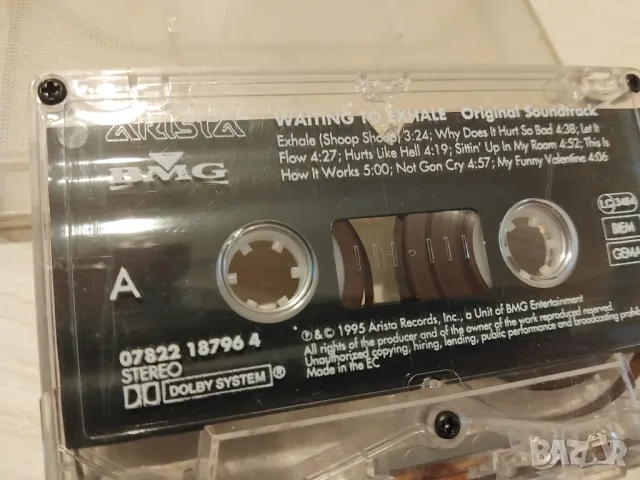 ARISTA
BMG
WAITING TO EXHALE Original Soundtrack
Exhale (Shoop Shoop) 3:24; Why Does It Hurt So Bad 4:38; Let It
Flow 4:27; Hurts Like Hell 4:19; Sittin' Up In My Room 4:52; This Is
How It Works 5:00; Not Gon Cry 4:57; My Funny Valentine 4:06
A
BIEM
GEMA
07822 18796 4
STEREO
DOLBY SYSTEM ®
℗ & © 1995 Arista Records, Inc., a Unit of BMG Entertainment
All rights of the producer and of the owner of the work reproduced reserved.
Unauthorized copying, hiring, lending, public performance and broadcasting prohibited
Made in the EC
BAZAR